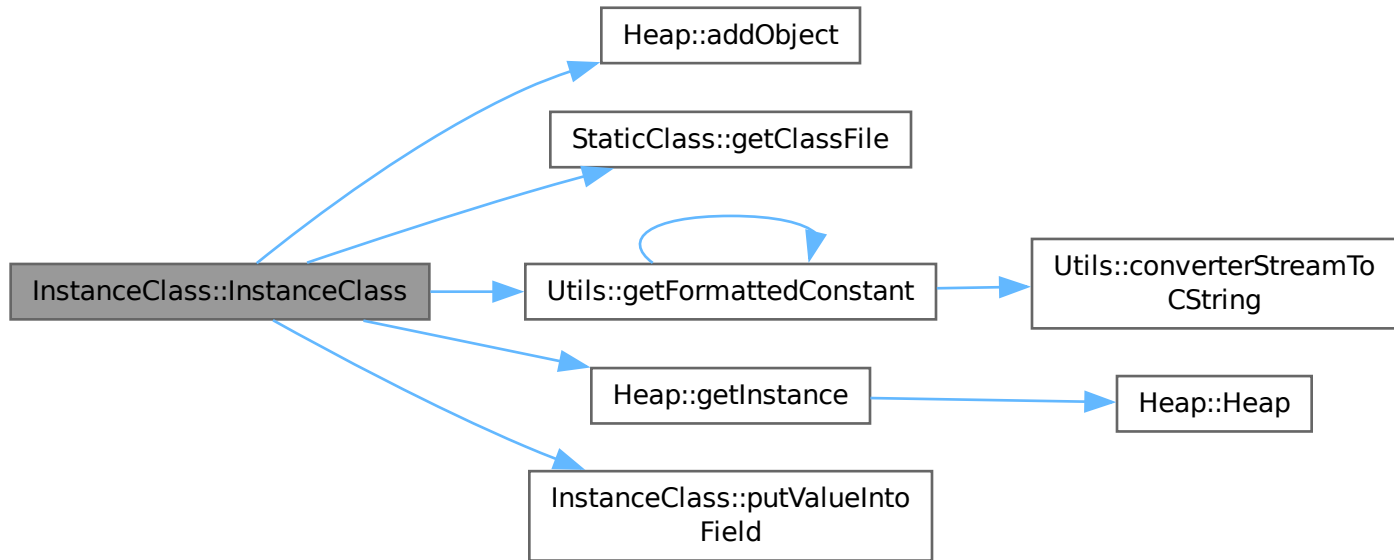 Heap::addObject
StaticClass::getClassFile
InstanceClass::InstanceClass
Utils::getFormattedConstant
Utils::converterStreamTo
CString
Heap::getInstance
Heap::Heap
InstanceClass::putValueInto
Field